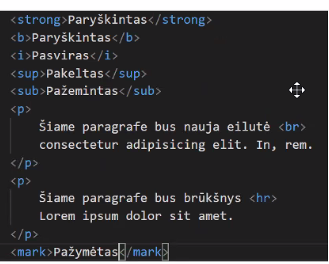 <strong>Paryškintas</strong>
<b>Paryškintas</b>
<i>Pasviras</i>
<sup>Pakeltas</sup>
<sub>Pažemintas</sub>
<p>
Šiame paragrafe bus nauja eilutė <br>
consectetur adipisicing elit. In, rem.
</p>
<p>
Šiame paragrafe bus brūkšnys <hr>
Lorem ipsum dolor sit amet.
</p>
<mark>Pažymėtas</mark>